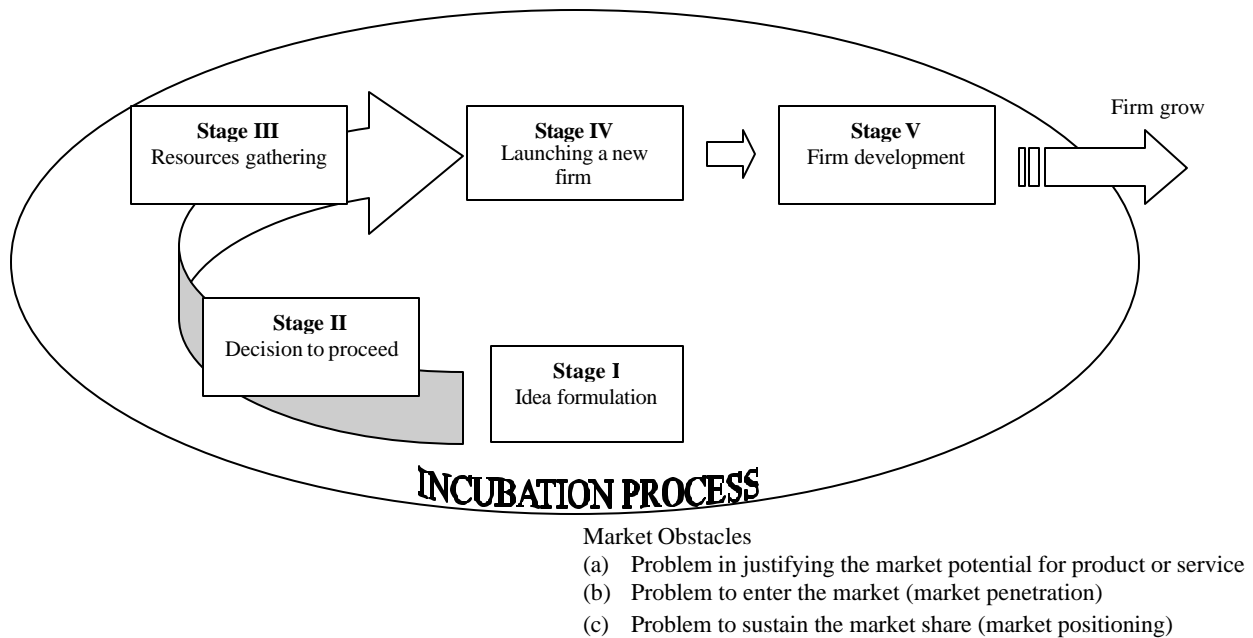 Firm grow
Stage III
Resources gathering
Stage IV
Launching a new
firm
Stage V
Firm development
Stage II
Decision to proceed
Stage I
Idea formulation
INCUBATION PROCESS
Market Obstacles
(a) Problem in justifying the market potential for product or service
(b) Problem to enter the market (market penetration)
(c) Problem to sustain the market share (market positioning)